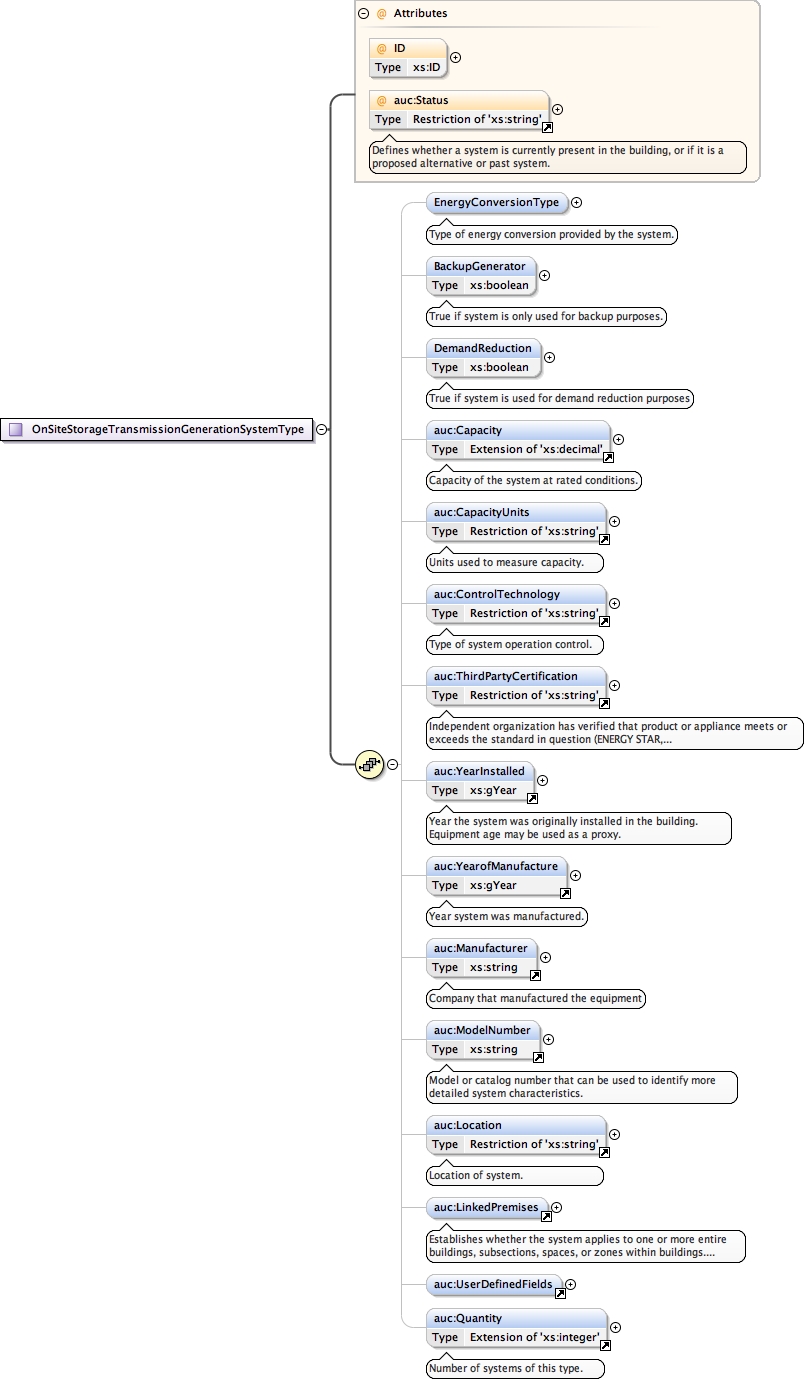 @ Attributes
@ ID
Type xs:ID
@ auc:Status
Type Restriction of 'xs:string'
Defines whether a system is currently present in the building, or if it is a
proposed alternative or past system.
EnergyConversionType
Type of energy conversion provided by the system.
BackupGenerator
Type xs:boolean
True if system is only used for backup purposes.
DemandReduction
Type xs:boolean
True if system is used for demand reduction purposes
OnSiteStorageTransmissionGenerationSystemType
auc:Capacity
Type Extension of 'xs:decimal'
Capacity of the system at rated conditions.
auc:CapacityUnits
Type Restriction of 'xs:string'
Units used to measure capacity.
auc:ControlTechnology
Type Restriction of 'xs:string'
Type of system operation control.
auc:ThirdPartyCertification
Type Restriction of 'xs:string'
Independent organization has verified that product or appliance meets or
exceeds the standard in question (ENERGY STAR,...
auc:YearInstalled
Type xs:gYear
Year the system was originally installed in the building.
Equipment age may be used as a proxy.
auc:YearofManufacture
Type xs:gYear
Year system was manufactured.
auc:Manufacturer
Type xs:string
Company that manufactured the equipment
auc:ModelNumber
Type xs:string
Model or catalog number that can be used to identify more
detailed system characteristics.
auc:Location
Type Restriction of 'xs:string'
Location of system.
auc:LinkedPremises
Establishes whether the system applies to one or more entire
buildings, subsections, spaces, or zones within buildings....
auc:UserDefinedFields
auc:Quantity
Type Extension of 'xs:integer'
Number of systems of this type.